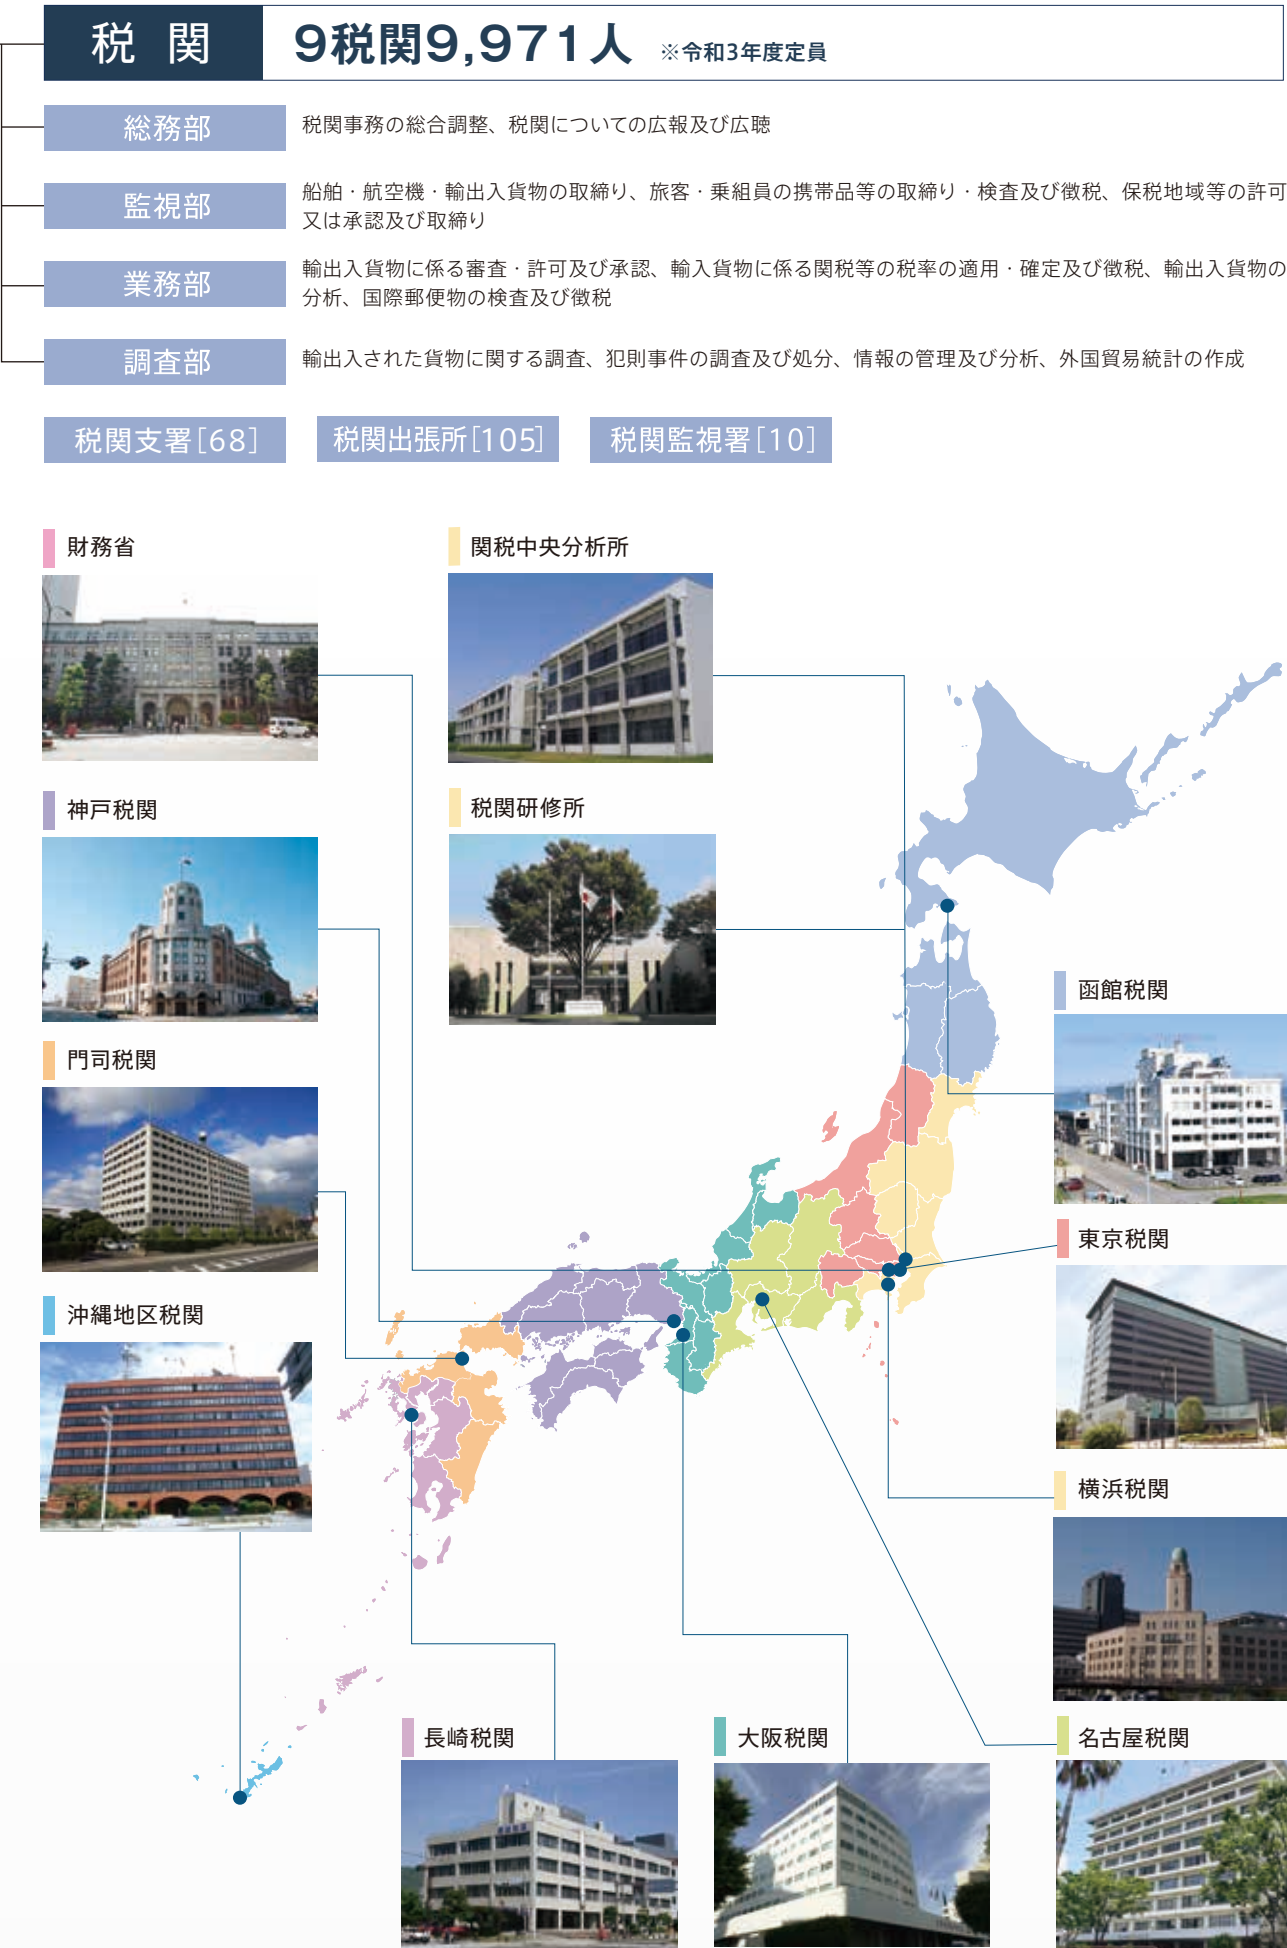 税 関
9税関9,971人 ※令和3年度定員
総務部
税関事務の総合調整、税関についての広報及び広聴
監視部
船舶・航空機・輸出入貨物の取締り、旅客・乗組員の携帯品等の取締り・検査及び徴税、保税地域等の許可
又は承認及び取締り
業務部
輸出入貨物に係る審査・許可及び承認、輸入貨物に係る関税等の税率の適用・確定及び徴税、輸出入貨物の
分析、国際郵便物の検査及び徴税
調査部
輸出入された貨物に関する調査、犯則事件の調査及び処分、情報の管理及び分析、外国貿易統計の作成
税関支署[68]
税関出張所[105]
税関監視署[10]
財務省
関税中央分析所
神戸税関
税関研修所
函館税関
門司税関
東京税関
沖縄地区税関
横浜税関
長崎税関
大阪税関
名古屋税関